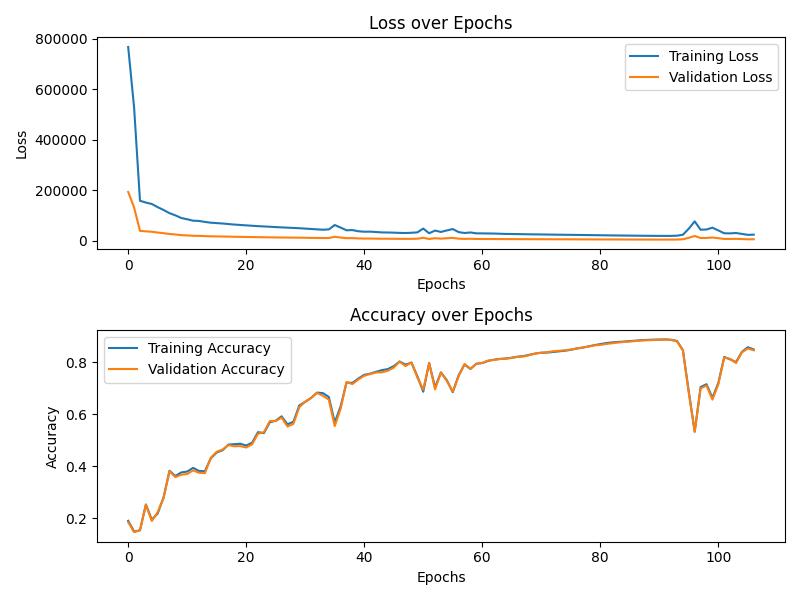 Loss over Epochs
800000
600000
400000
200000
0
Loss
Training Loss
Validation Loss
0 20 40 60 80 100
Epochs
Accuracy over Epochs
0.8
0.6
0.4
0.2
Accuracy
Training Accuracy
Validation Accuracy
0 20 40 60 80 100
Epochs